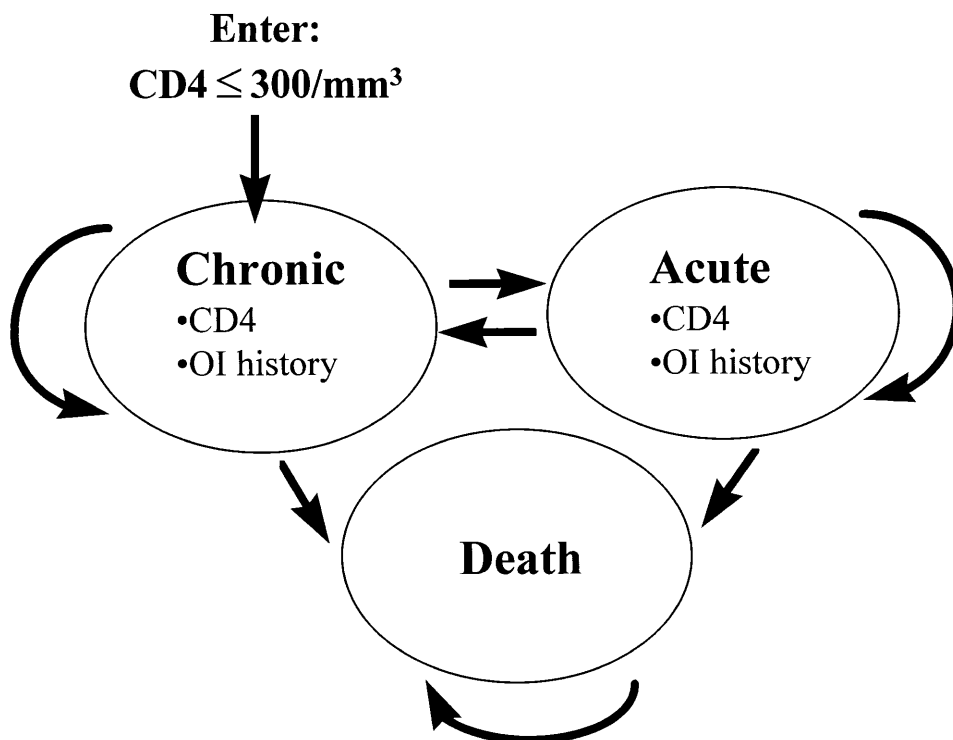 Enter:
CD4 ≤ 300/mm³
Chronic
•CD4
•OI history
Acute
•CD4
•OI history
Death